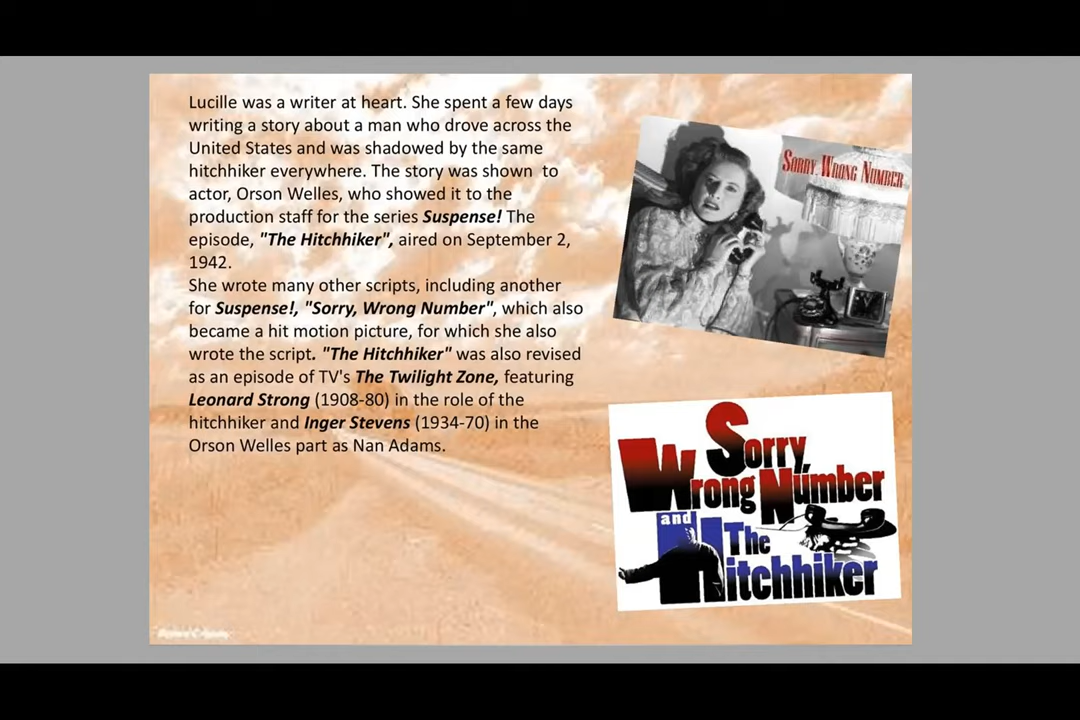 Lucille was a writer at heart. She spent a few days
writing a story about a man who drove across the
United States and was shadowed by the same
hitchhiker everywhere. The story was shown to
actor, Orson Welles, who showed it to the
production staff for the series Suspense! The
episode, "The Hitchhiker", aired on September 2,
1942.
She wrote many other scripts, including another
for Suspense!, "Sorry, Wrong Number", which also
became a hit motion picture, for which she also
wrote the script. "The Hitchhiker" was also revised
as an episode of TV's The Twilight Zone, featuring
Leonard Strong (1908-80) in the role of the
hitchhiker and Inger Stevens (1934-70) in the
Orson Welles part as Nan Adams.
SORRY, WRONG NUMBER
Sorry,
Wrong Number
and
The
Hitchhiker